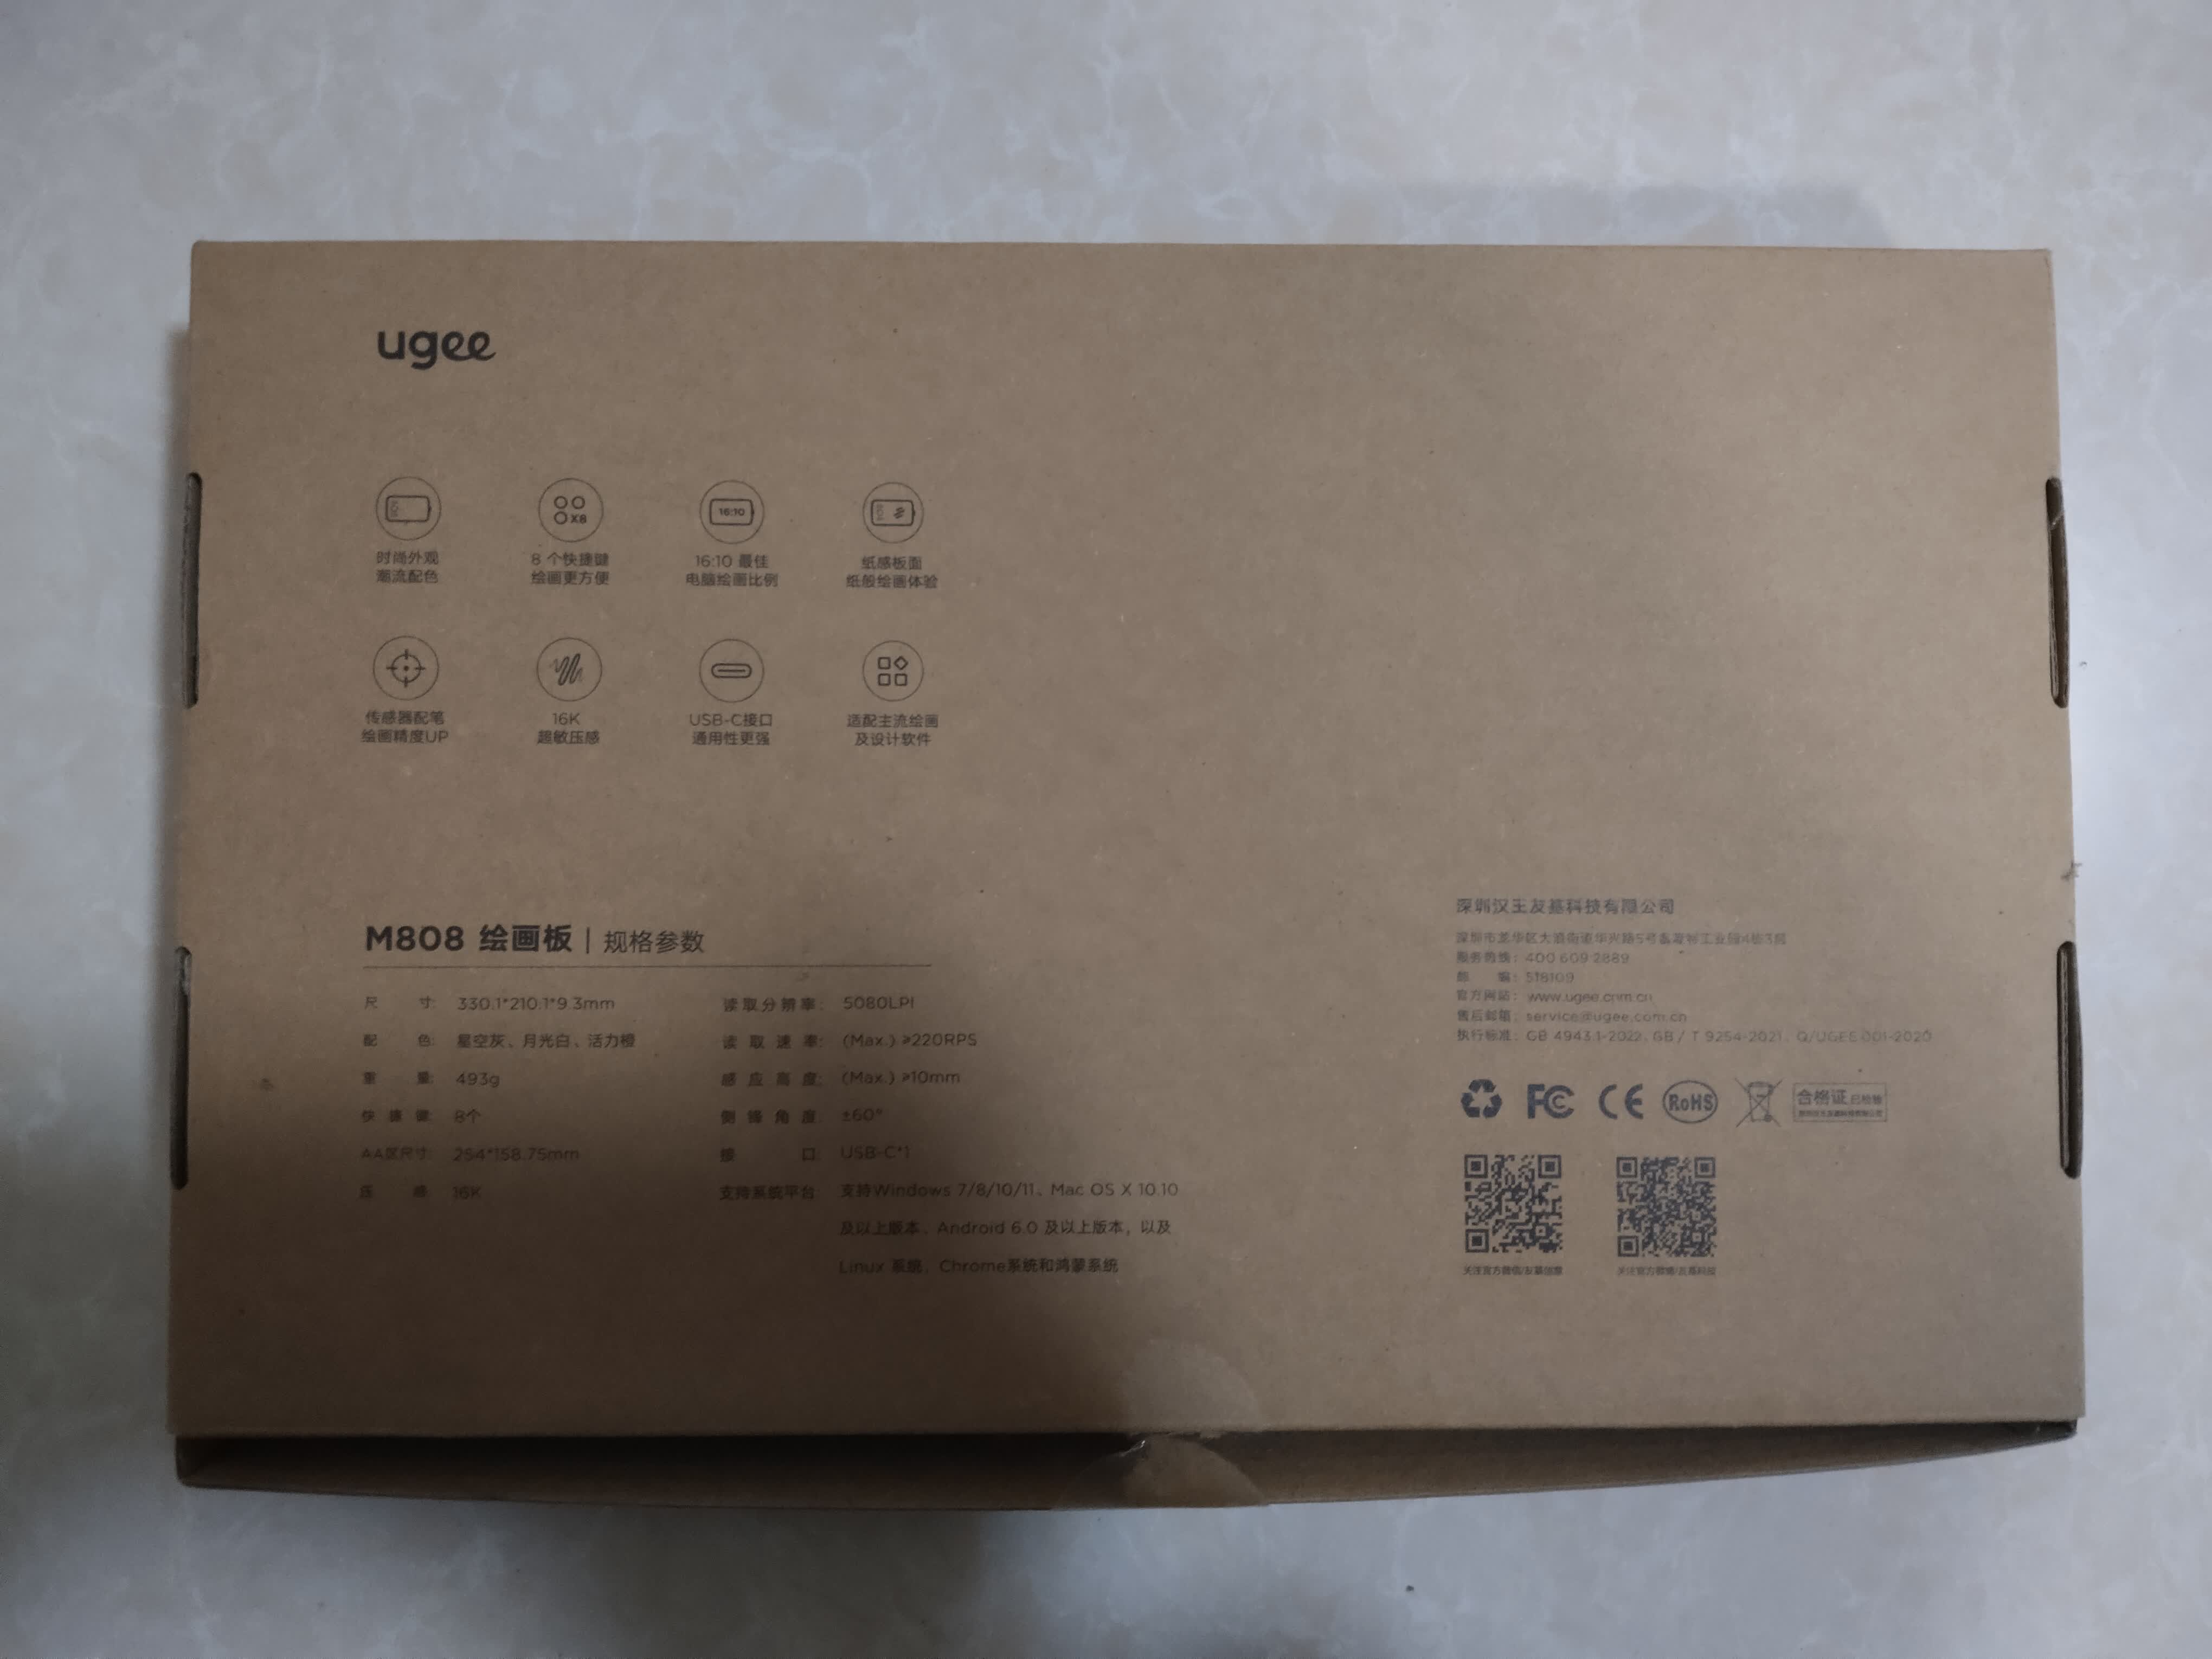 ugee
时尚外观
潮流配色
X8
8 个快捷键
绘画更方便
16:10
16:10 最佳
电脑绘画比例
纸感板面
纸般绘画体验
传感器配笔
绘画精度UP
16K
超敏压感
USB-C接口
通用性更强
适配主流绘画
及设计软件
M808 绘画板 | 规格参数
尺 寸: 330.1*210.1*9.3mm
配 色: 星空灰、月光白、活力橙
重 量: 493g
快 捷 键: 8个
AA区尺寸: 254*158.75mm
压 感: 16K
读取分辨率: 5080LPI
读 取 速 率: (Max.) ≥220RPS
感 应 高 度: (Max.) ≥10mm
侧 锋 角 度: ±60°
接 口: USB-C*1
支持系统平台: 支持Windows 7/8/10/11、Mac OS X 10.10
及以上版本、Android 6.0 及以上版本，以及
Linux 系统、Chrome系统和鸿蒙系统
深圳汉王友基科技有限公司
深圳市龙华区大浪街道华兴路5号 工业园4栋3层
服务热线: 400 609 2889
邮 编: 518109
官方网站: www.ugee.com.cn
售后邮箱: service@ugee.com.cn
执行标准: GB 4943.1-2022、GB / T 9254-2021、Q/UGEE 001-2020
FC CE RoHS 合格证 已检验
关注官方微信/友基创意
关注官方微博/友基科技